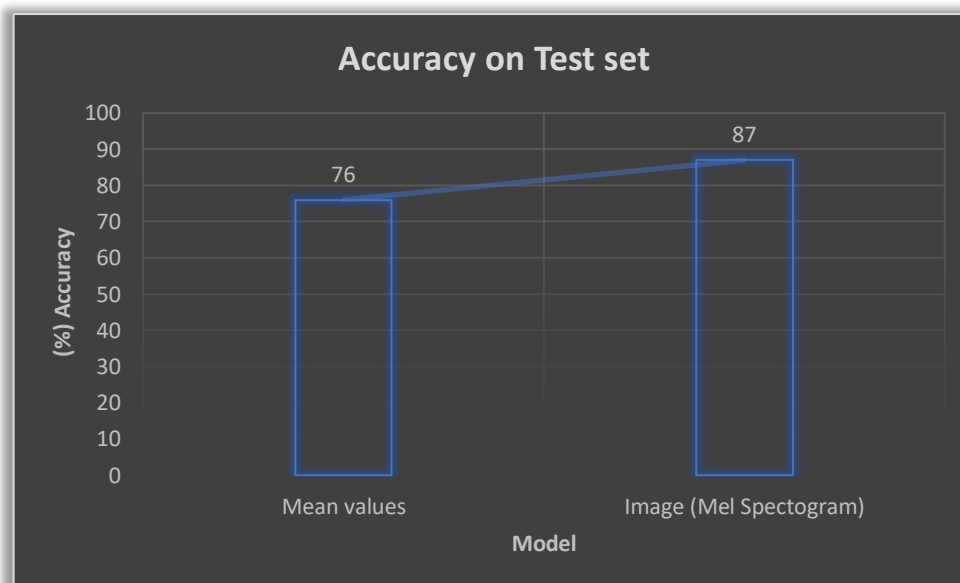 Accuracy on Test set
(%) Accuracy
100
90
80
70
60
50
40
30
20
10
0
76
87
Mean values
Image (Mel Spectogram)
Model